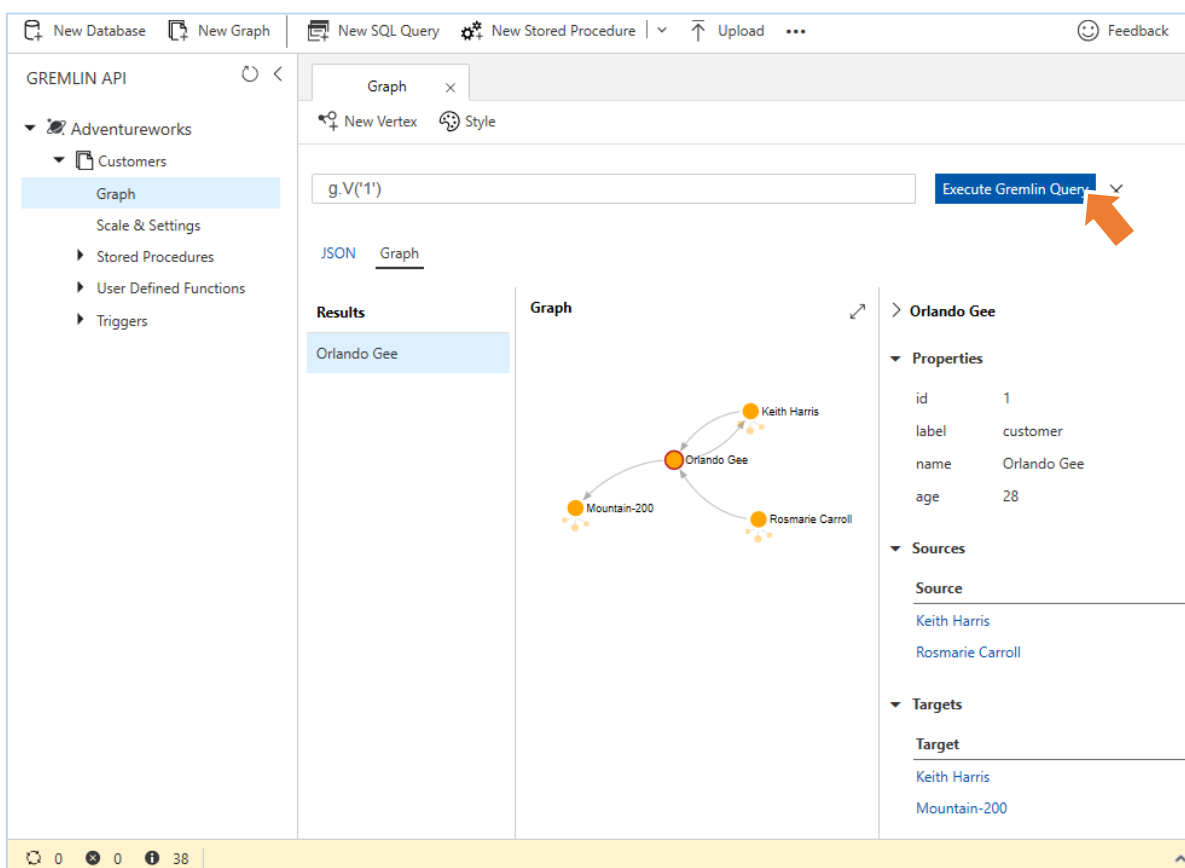 New Database New Graph New SQL Query New Stored Procedure Upload ••• Feedback
GREMLIN API
Adventureworks
Customers
Graph
Scale & Settings
Stored Procedures
User Defined Functions
Triggers
Graph
New Vertex Style
g.V('1')
Execute Gremlin Query
JSON Graph
Results
Orlando Gee
Graph
Keith Harris
Orlando Gee
Mountain-200
Rosmarie Carroll
Orlando Gee
Properties
id 1
label customer
name Orlando Gee
age 28
Sources
Source
Keith Harris
Rosmarie Carroll
Targets
Target
Keith Harris
Mountain-200
0 0 38